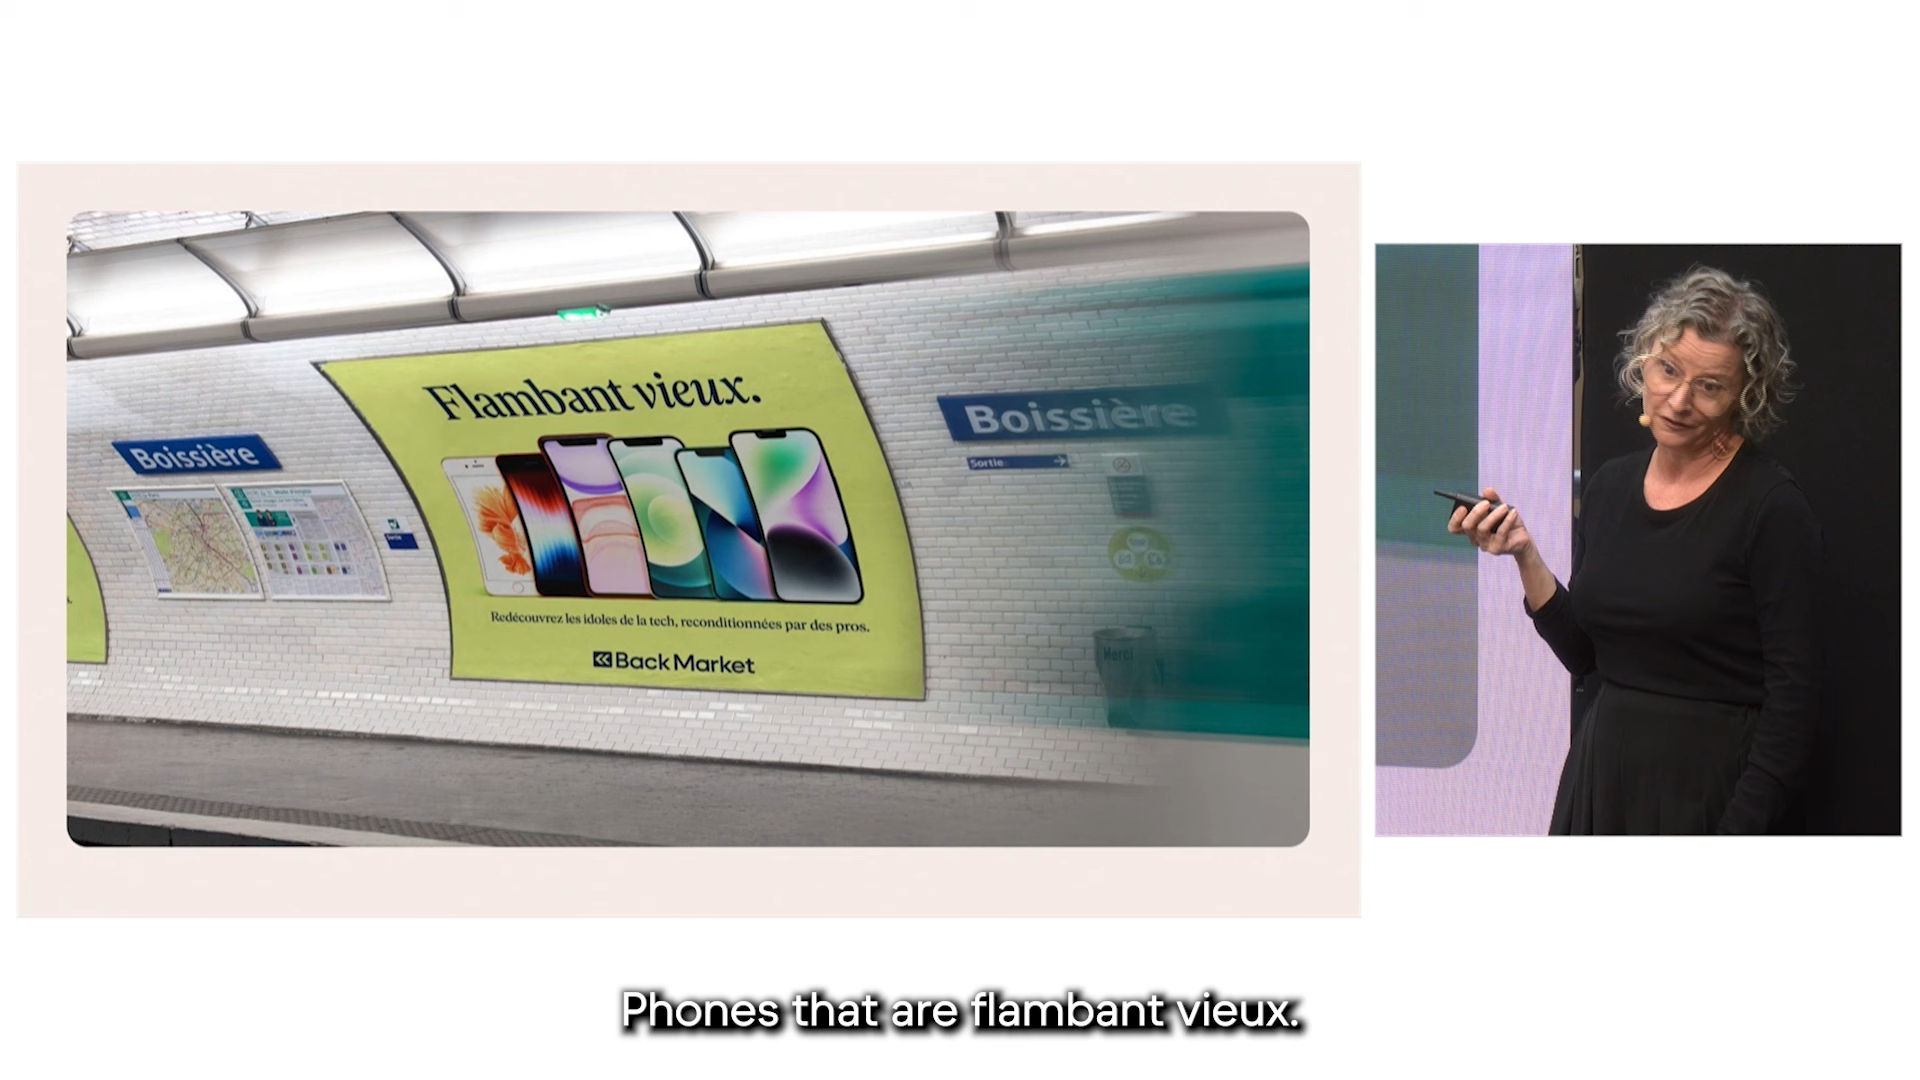 Flambant vieux.
Redécouvrez les idoles de la tech, reconditionnées par des pros.
Back Market
Boissière
Boissière
Sortie
Merci
Phones that are flambant vieux.